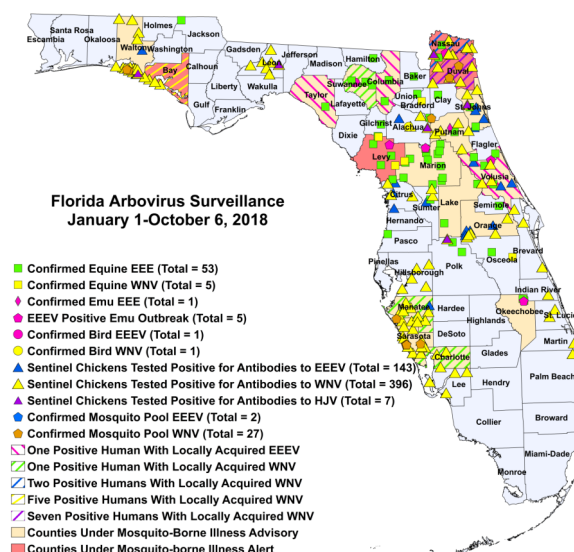 Santa Rosa
Holmes
Jackson
Escambia
Okaloosa
Walton
Washington
Gadsden
Jefferson
Hamilton
Nassau
Bay
Calhoun
Leon
Madison
Suwannee
Columbia
Baker
Duval
Liberty
Wakulla
Taylor
Lafayette
Union
Clay
Gulf
Franklin
Bradford
St Johns
Dixie
Gilchrist
Alachua
Putnam
Flagler
Levy
Marion
Volusia
Citrus
Lake
Sumter
Seminole
Hernando
Orange
Pasco
Brevard
Osceola
Pinellas
Polk
Hillsborough
Indian River
Manatee
Hardee
Okeechobee
Highlands
St. Lucie
Sarasota
DeSoto
Martin
Charlotte
Glades
Lee
Hendry
Palm Beach
Collier
Broward
Miami-Dade
Monroe
Florida Arbovirus Surveillance
January 1-October 6, 2018
Confirmed Equine EEE (Total = 53)
Confirmed Equine WNV (Total = 5)
Confirmed Emu EEE (Total = 1)
EEEV Positive Emu Outbreak (Total = 5)
Confirmed Bird EEEV (Total = 1)
Confirmed Bird WNV (Total = 1)
Sentinel Chickens Tested Positive for Antibodies to EEEV (Total = 143)
Sentinel Chickens Tested Positive for Antibodies to WNV (Total = 396)
Sentinel Chickens Tested Positive for Antibodies to HJV (Total = 7)
Confirmed Mosquito Pool EEEV (Total = 2)
Confirmed Mosquito Pool WNV (Total = 27)
One Positive Human With Locally Acquired EEEV
One Positive Human With Locally Acquired WNV
Two Positive Humans With Locally Acquired WNV
Five Positive Humans With Locally Acquired WNV
Seven Positive Humans With Locally Acquired WNV
Counties Under Mosquito-Borne Illness Advisory
Counties Under Mosquito-borne Illness Alert